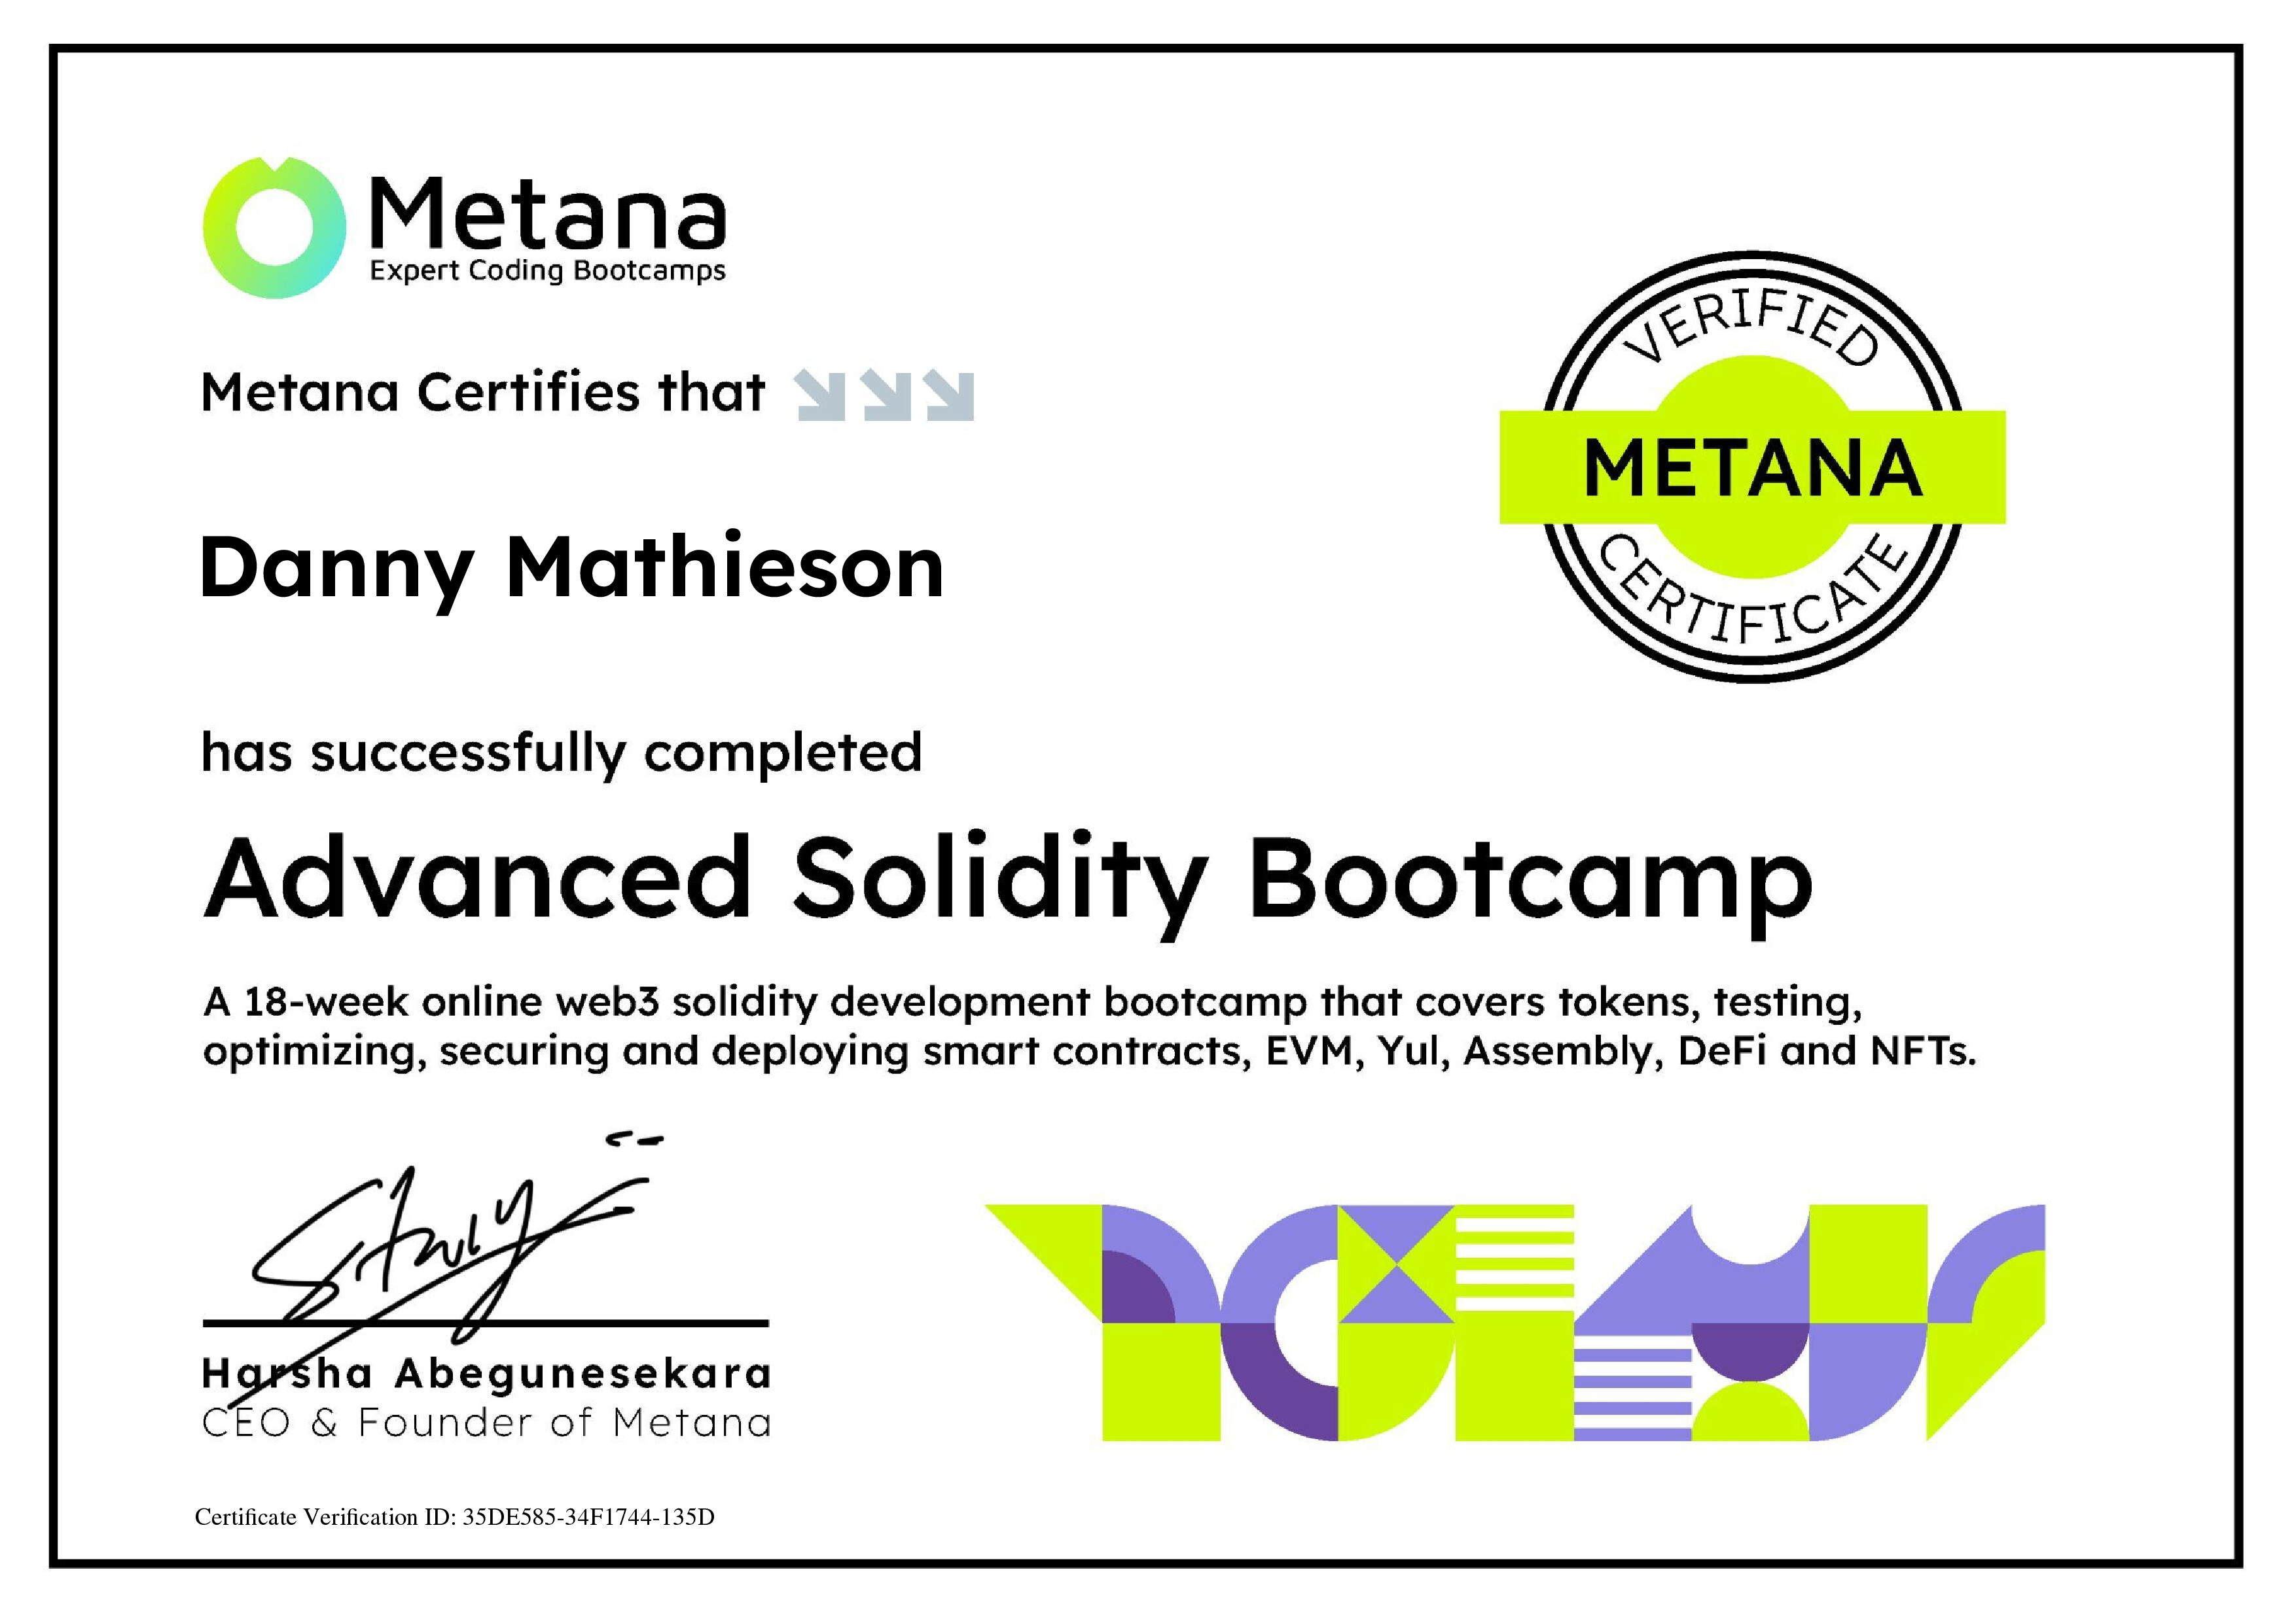 Metana
Expert Coding Bootcamps
Metana Certifies that
VERIFIED
METANA
CERTIFICATE
Danny Mathieson
has successfully completed
Advanced Solidity Bootcamp
A 18-week online web3 solidity development bootcamp that covers tokens, testing,
optimizing, securing and deploying smart contracts, EVM, Yul, Assembly, DeFi and NFTs.
Harsha Abegunesekara
CEO & Founder of Metana
Certificate Verification ID: 35DE585-34F1744-135D